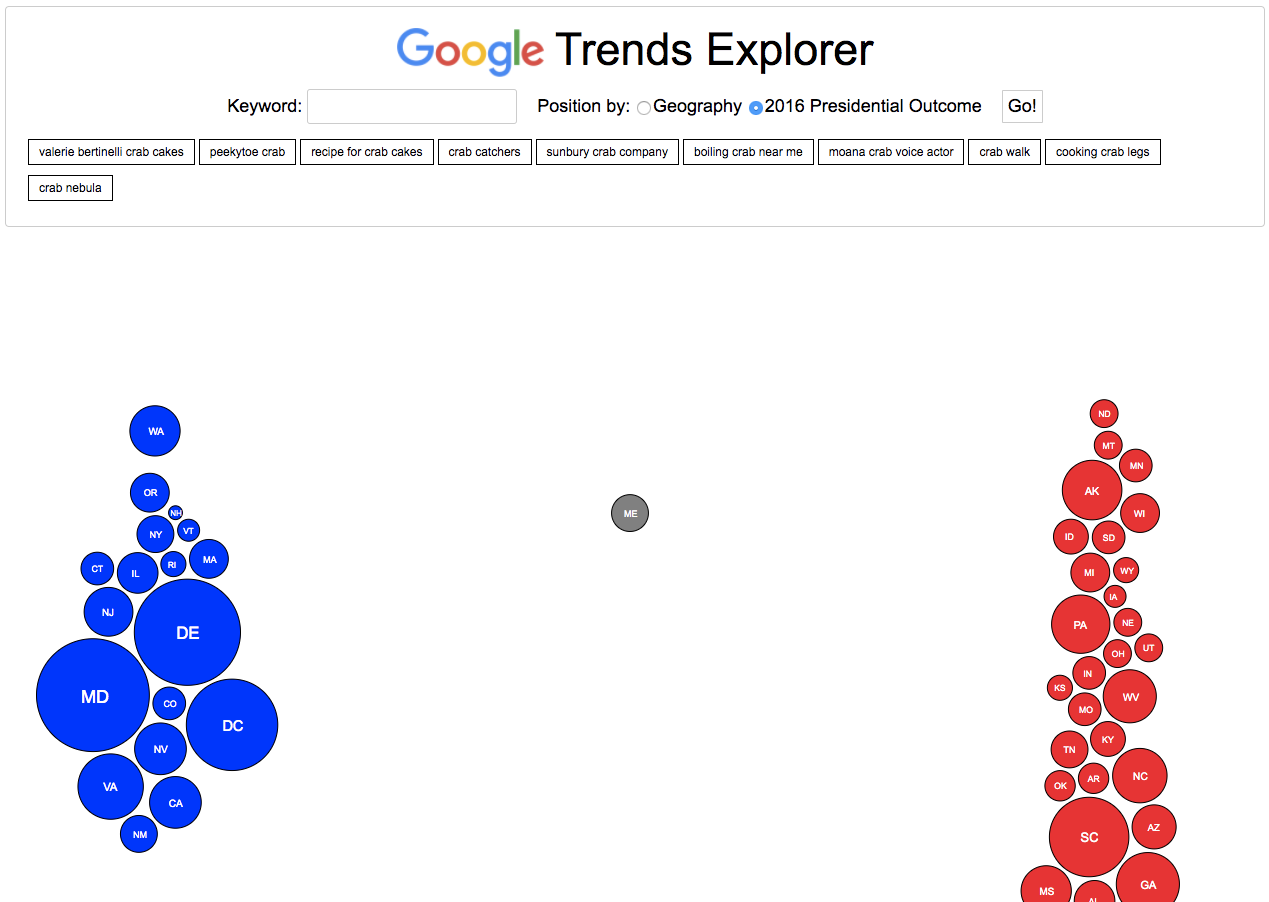 Google Trends Explorer
Keyword: Position by: Geography 2016 Presidential Outcome Go!
valerie bertinelli crab cakes peekytoe crab recipe for crab cakes crab catchers sunbury crab company boiling crab near me moana crab voice actor crab walk cooking crab legs
crab nebula
WA
OR
NH
NY
VT
CT
IL
RI
MA
NJ
DE
MD
CO
DC
NV
VA
CA
NM
ME
ND
MT
MN
AK
WI
ID
SD
MI
WY
IA
PA
NE
OH
UT
IN
KS
WV
MO
KY
TN
NC
AR
OK
AZ
SC
GA
MS